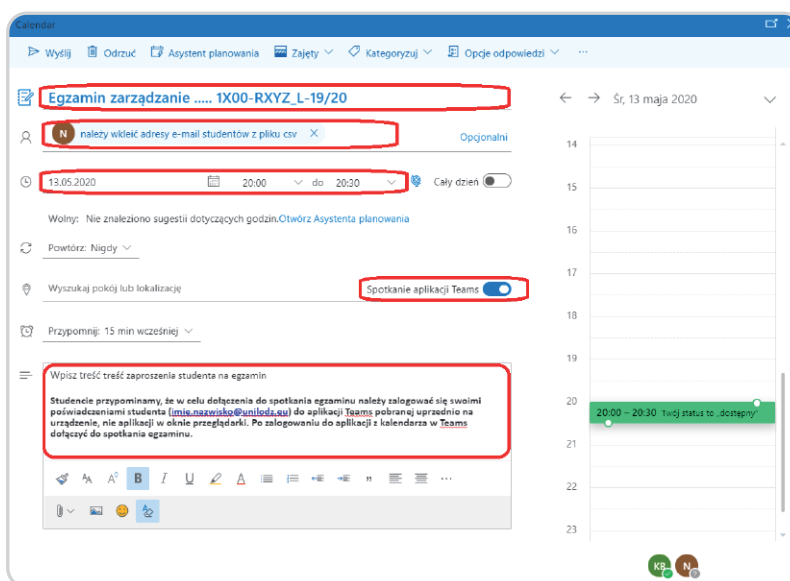 Calendar
Wyślij Odrzuć Asystent planowania Zajęty Kategoryzuj Opcje odpowiedzi ...
Egzamin zarządzanie ..... 1X00-RXYZ_L-19/20
N należy wkleić adresy e-mail studentów z pliku csv X
Opcjonalni
13.05.2020 20:00 do 20:30 Cały dzień
Wolny: Nie znaleziono sugestii dotyczących godzin.Otwórz Asystenta planowania
Powtórz: Nigdy
Wyszukaj pokój lub lokalizację Spotkanie aplikacji Teams
Przypomnij: 15 min wcześniej
Wpisz treść treść zaproszenia studenta na egzamin
Studencie przypominamy, że w celu dołączenia do spotkania egzaminu należy zalogować się swoimi
poświadczeniami studenta (imie.nazwisko@unilodz.eu) do aplikacji Teams pobranej uprzednio na
urządzenie, nie aplikacji w oknie przeglądarki. Po zalogowaniu do aplikacji z kalendarza w Teams
dołączyć do spotkania egzaminu.
B I U A
Śr, 13 maja 2020
14
15
16
17
18
19
20
20:00 – 20:30 Twój status to „dostępny”
21
22
23
KB N